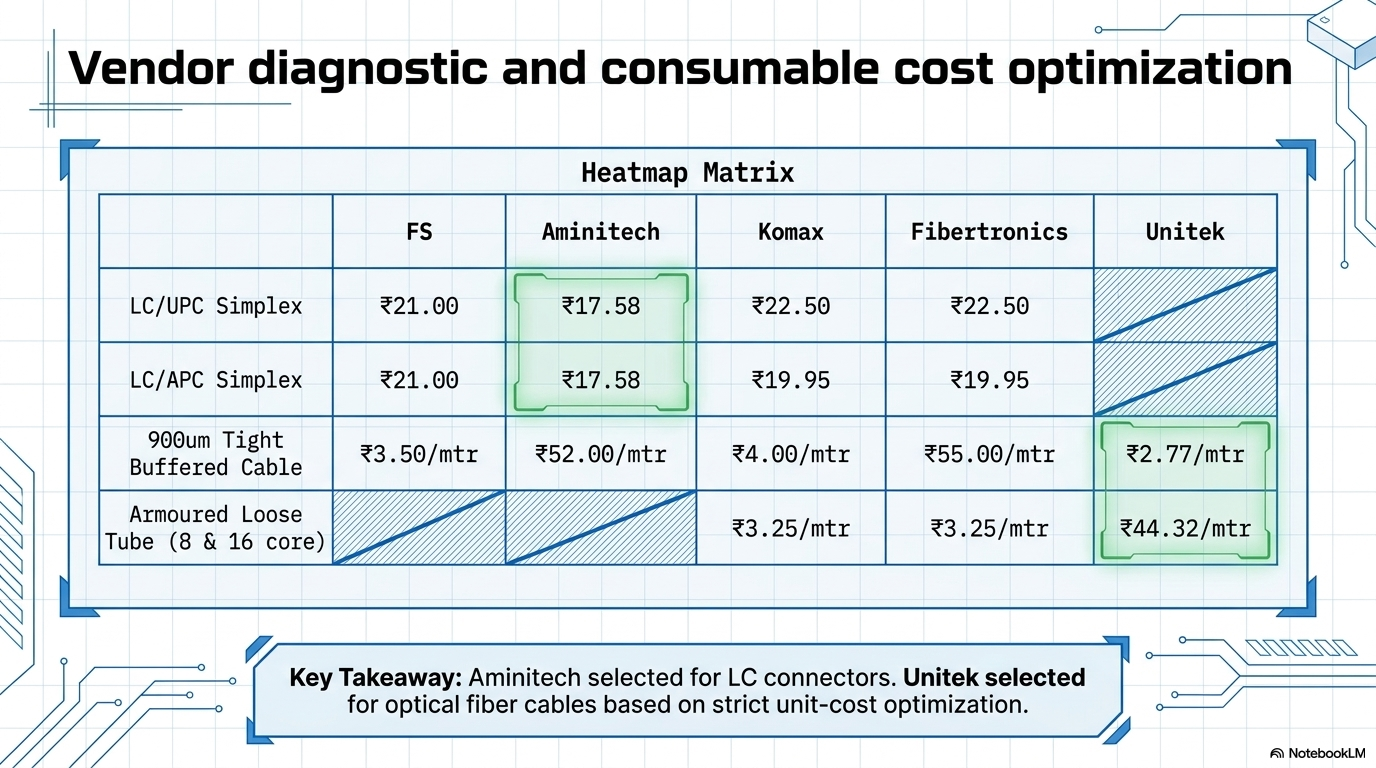 Vendor diagnostic and consumable cost optimization
Heatmap Matrix
FS Aminitech Komax Fibertronics Unitek
LC/UPC Simplex ₹21.00 ₹17.58 ₹22.50 ₹22.50
LC/APC Simplex ₹21.00 ₹17.58 ₹19.95 ₹19.95
900um Tight
Buffered Cable ₹3.50/mtr ₹52.00/mtr ₹4.00/mtr ₹55.00/mtr ₹2.77/mtr
Armoured Loose
Tube (8 & 16 core) ₹3.25/mtr ₹3.25/mtr ₹44.32/mtr
Key Takeaway: Aminitech selected for LC connectors. Unitek selected
for optical fiber cables based on strict unit-cost optimization.
NotebookLM